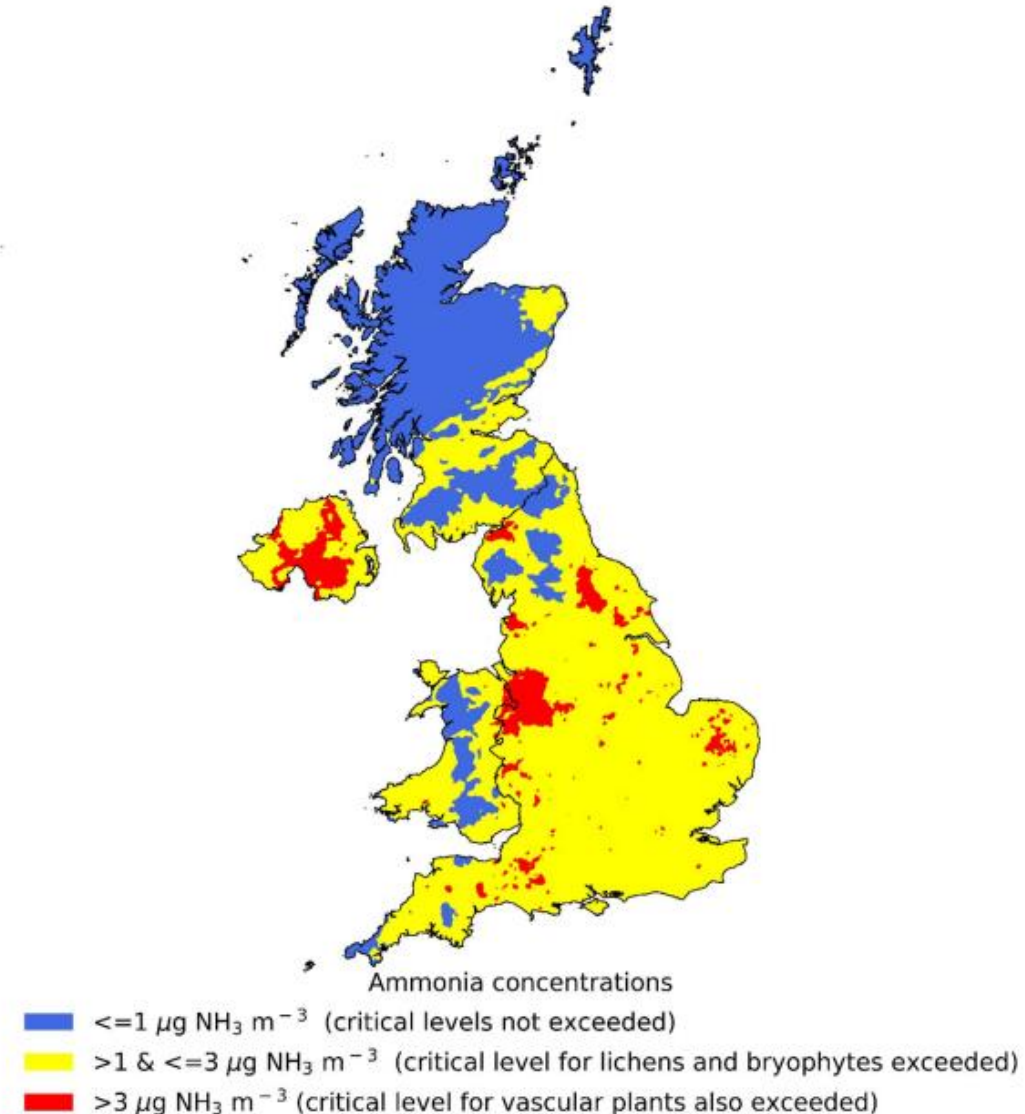 Ammonia concentrations
<=1 μg NH₃ m⁻³ (critical levels not exceeded)
>1 & <=3 μg NH₃ m⁻³ (critical level for lichens and bryophytes exceeded)
>3 μg NH₃ m⁻³ (critical level for vascular plants also exceeded)